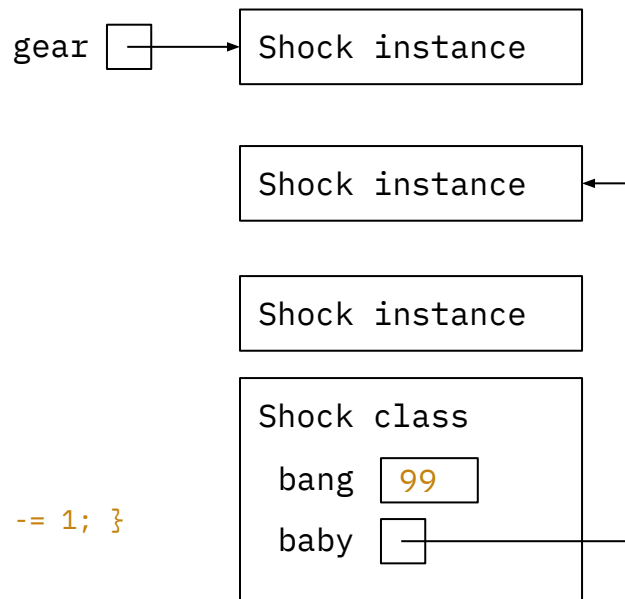 gear
Shock instance
Shock instance
Shock instance
Shock class
bang 99
-= 1; }
baby